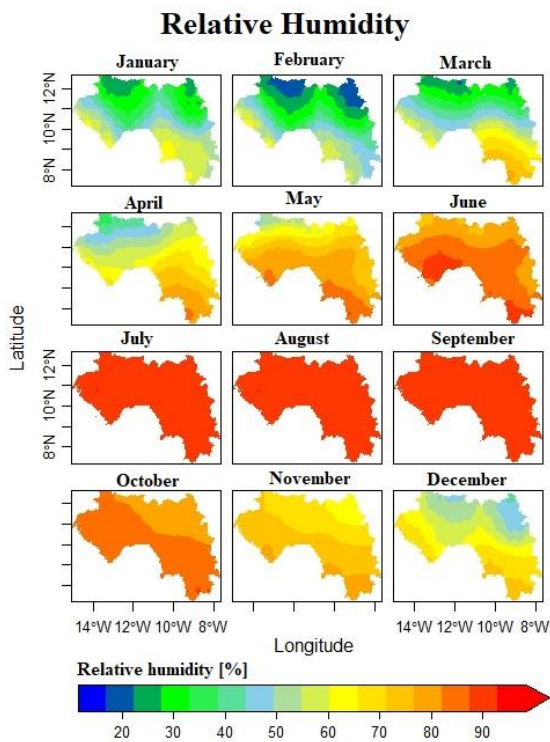 Relative Humidity
January February March
12°N
10°N
8°N
April May June
Latitude
July August September
12°N
10°N
8°N
October November December
14°W 12°W 10°W 8°W 14°W 12°W 10°W 8°W
Longitude
Relative humidity [%]
20 30 40 50 60 70 80 90